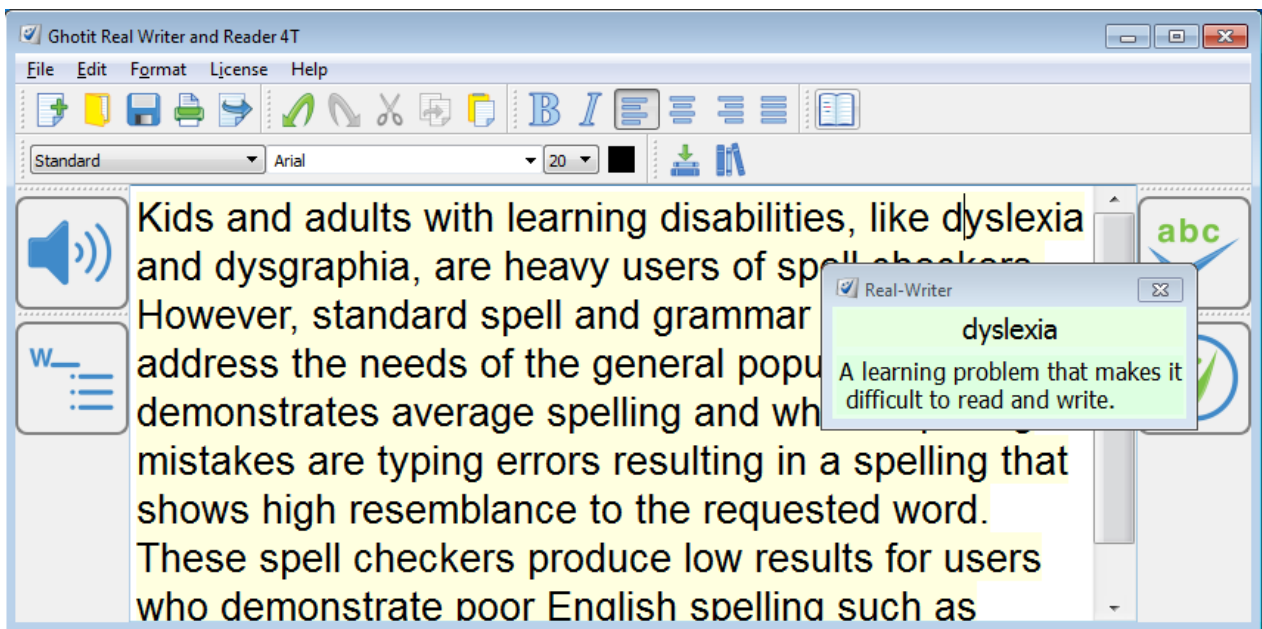 Ghotit Real Writer and Reader 4T
File Edit Format License Help
B I
Standard Arial 20
Kids and adults with learning disabilities, like dyslexia
and dysgraphia, are heavy users of spell checkers.
However, standard spell and grammar
address the needs of the general popu
demonstrates average spelling and wh
mistakes are typing errors resulting in a spelling that
shows high resemblance to the requested word.
These spell checkers produce low results for users
who demonstrate poor English spelling such as
abc
W
Real-Writer
dyslexia
A learning problem that makes it
difficult to read and write.